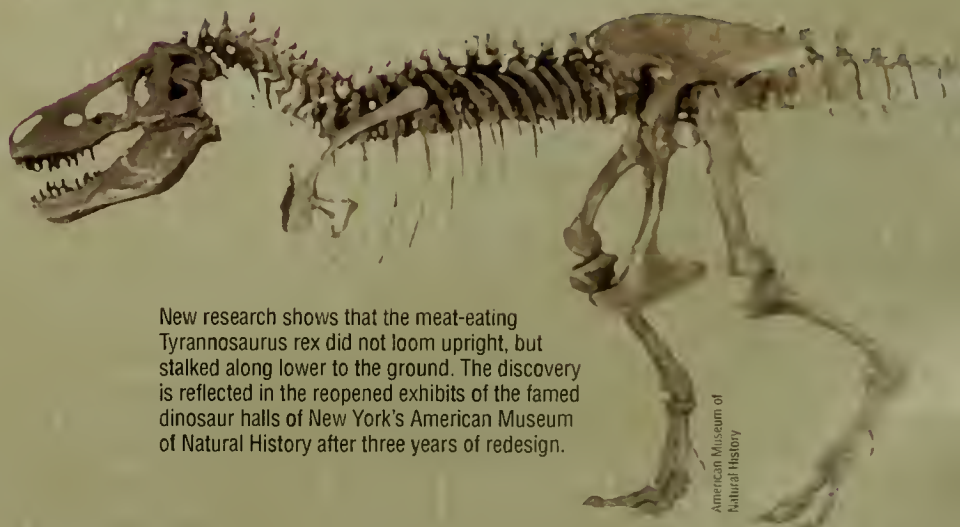 New research shows that the meat-eating
Tyrannosaurus rex did not loom upright, but
stalked along lower to the ground. The discovery
is reflected in the reopened exhibits of the famed
dinosaur halls of New York's American Museum
of Natural History after three years of redesign.
American Museum of
Natural History